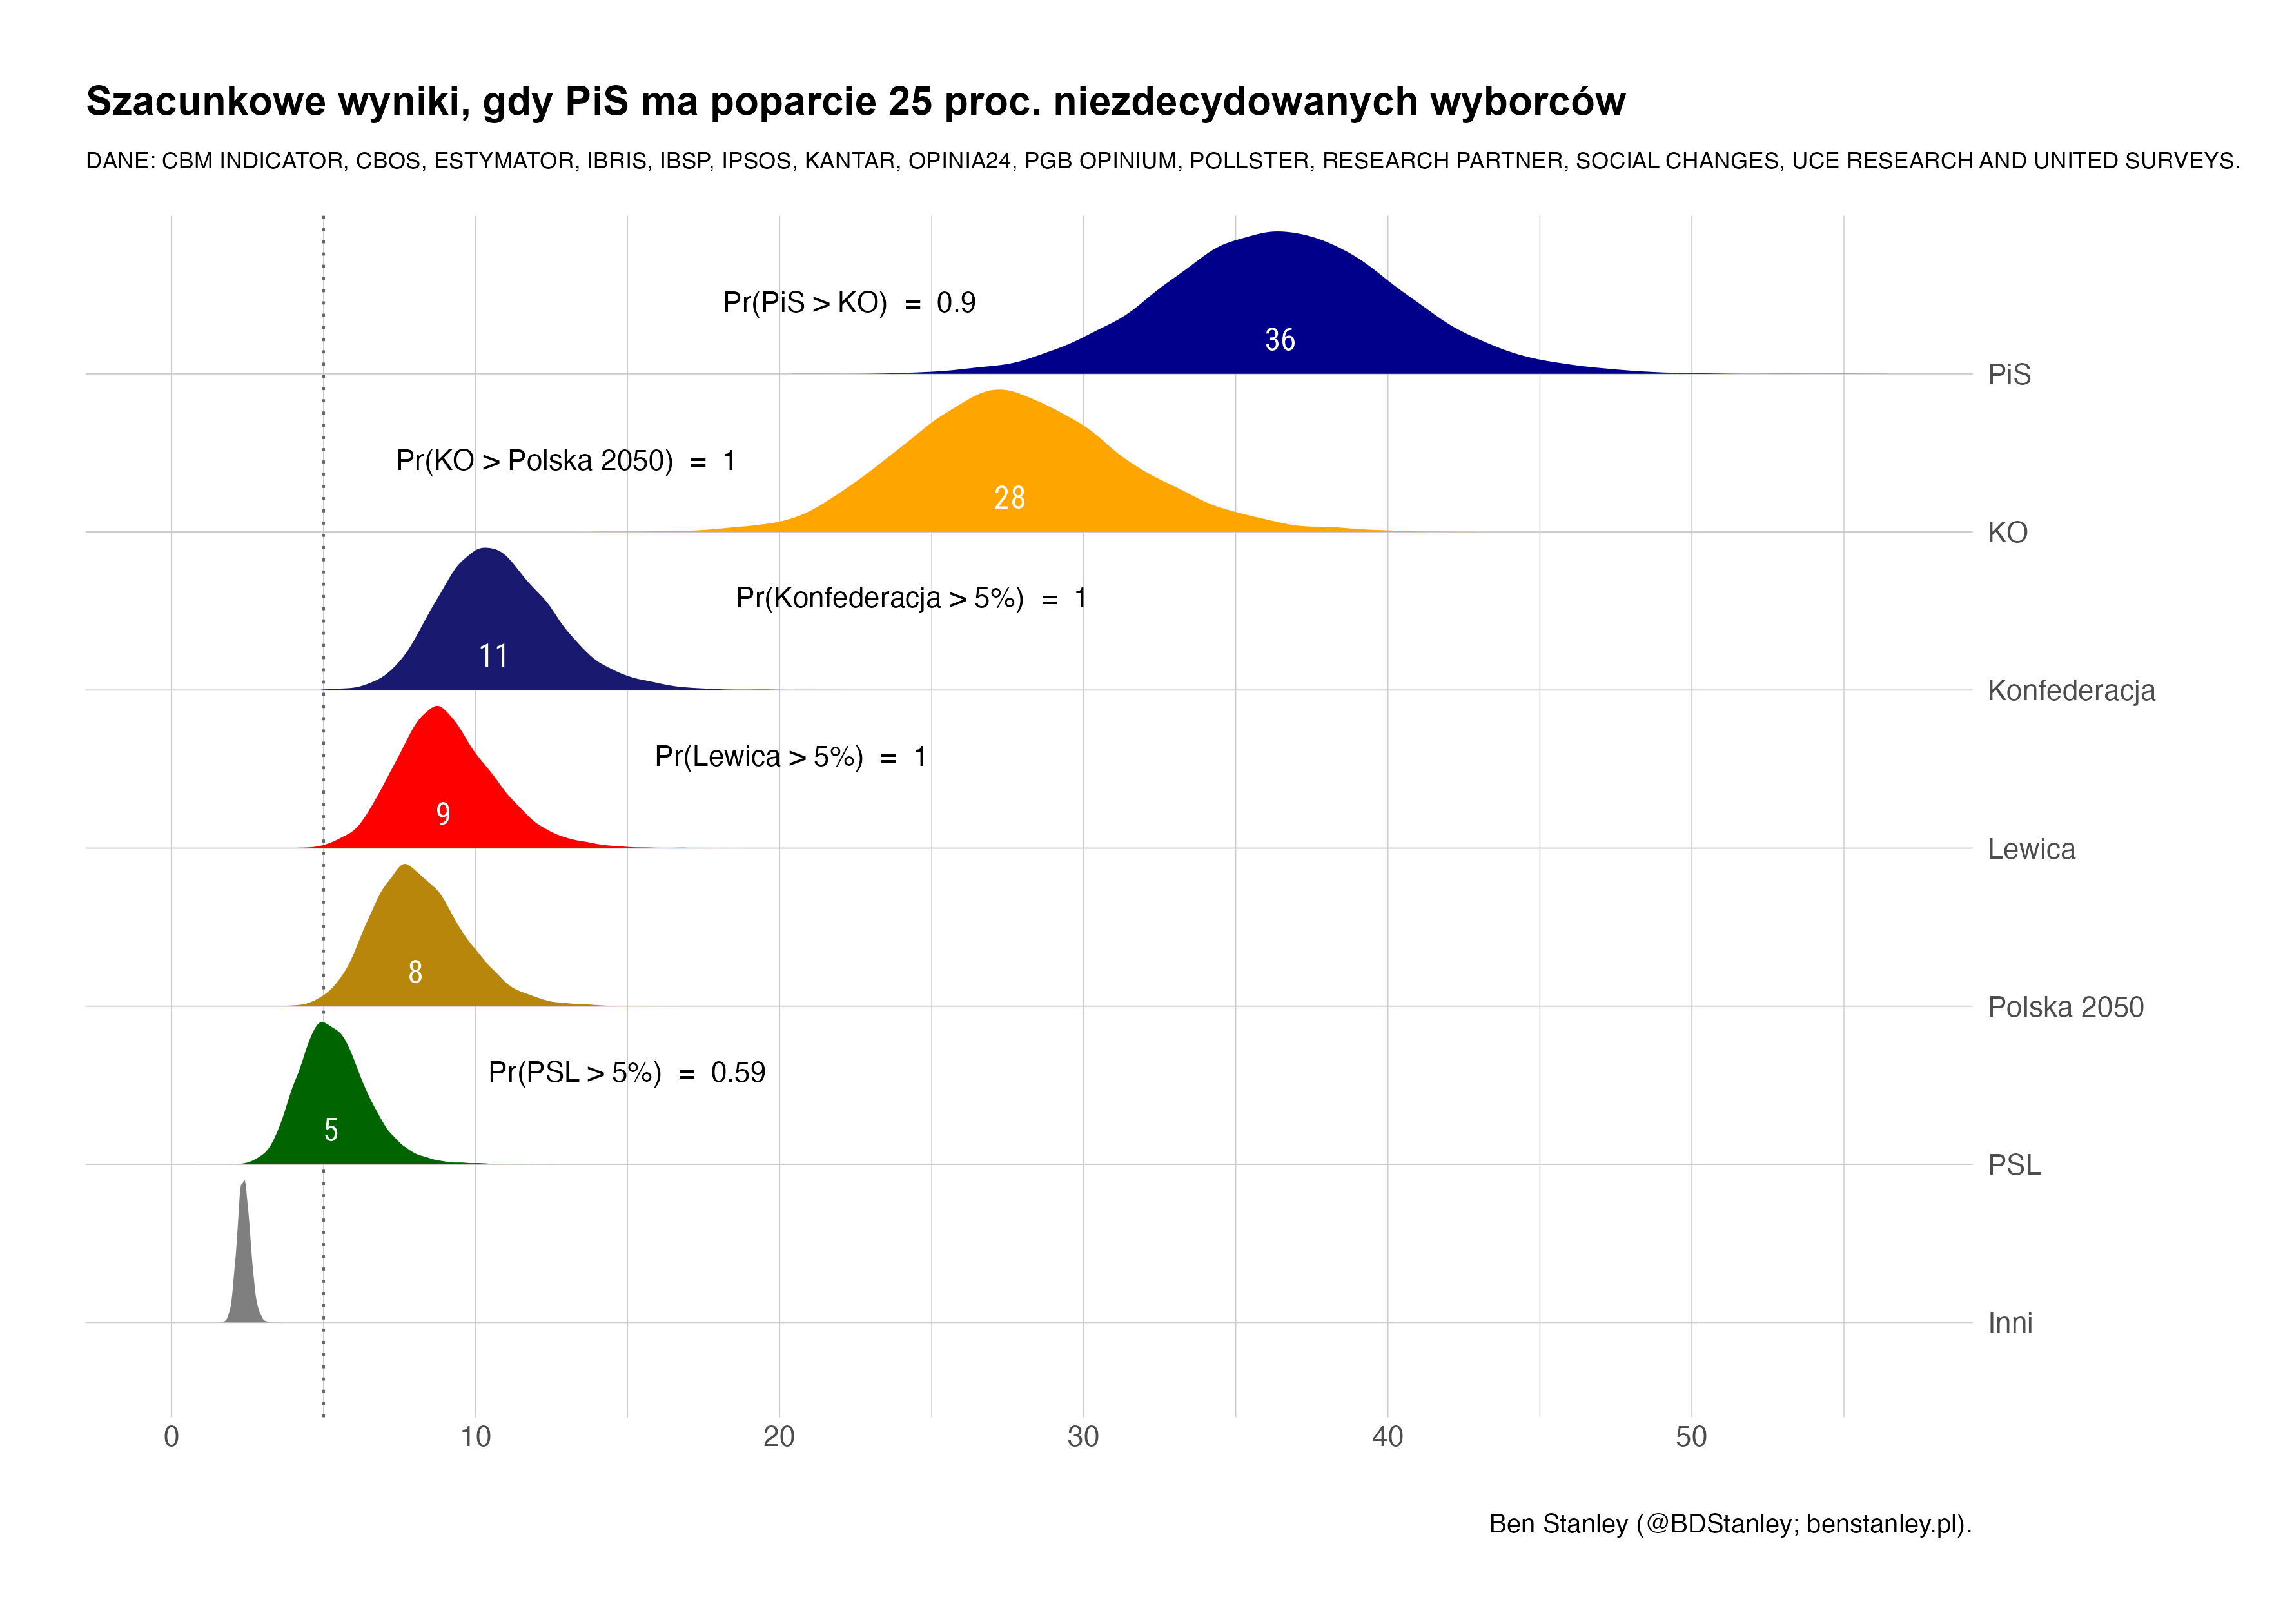 Szacunkowe wyniki, gdy PiS ma poparcie 25 proc. niezdecydowanych wyborców
DANE: CBM INDICATOR, CBOS, ESTYMATOR, IBRIS, IBSP, IPSOS, KANTAR, OPINIA24, PGB OPINIUM, POLLSTER, RESEARCH PARTNER, SOCIAL CHANGES, UCE RESEARCH AND UNITED SURVEYS.
Pr(PiS > KO) = 0.9
36
PiS
Pr(KO > Polska 2050) = 1
28
KO
Pr(Konfederacja > 5%) = 1
11
Konfederacja
Pr(Lewica > 5%) = 1
9
Lewica
8
Polska 2050
Pr(PSL > 5%) = 0.59
5
PSL
Inni
0 10 20 30 40 50
Ben Stanley (@BDStanley; benstanley.pl).